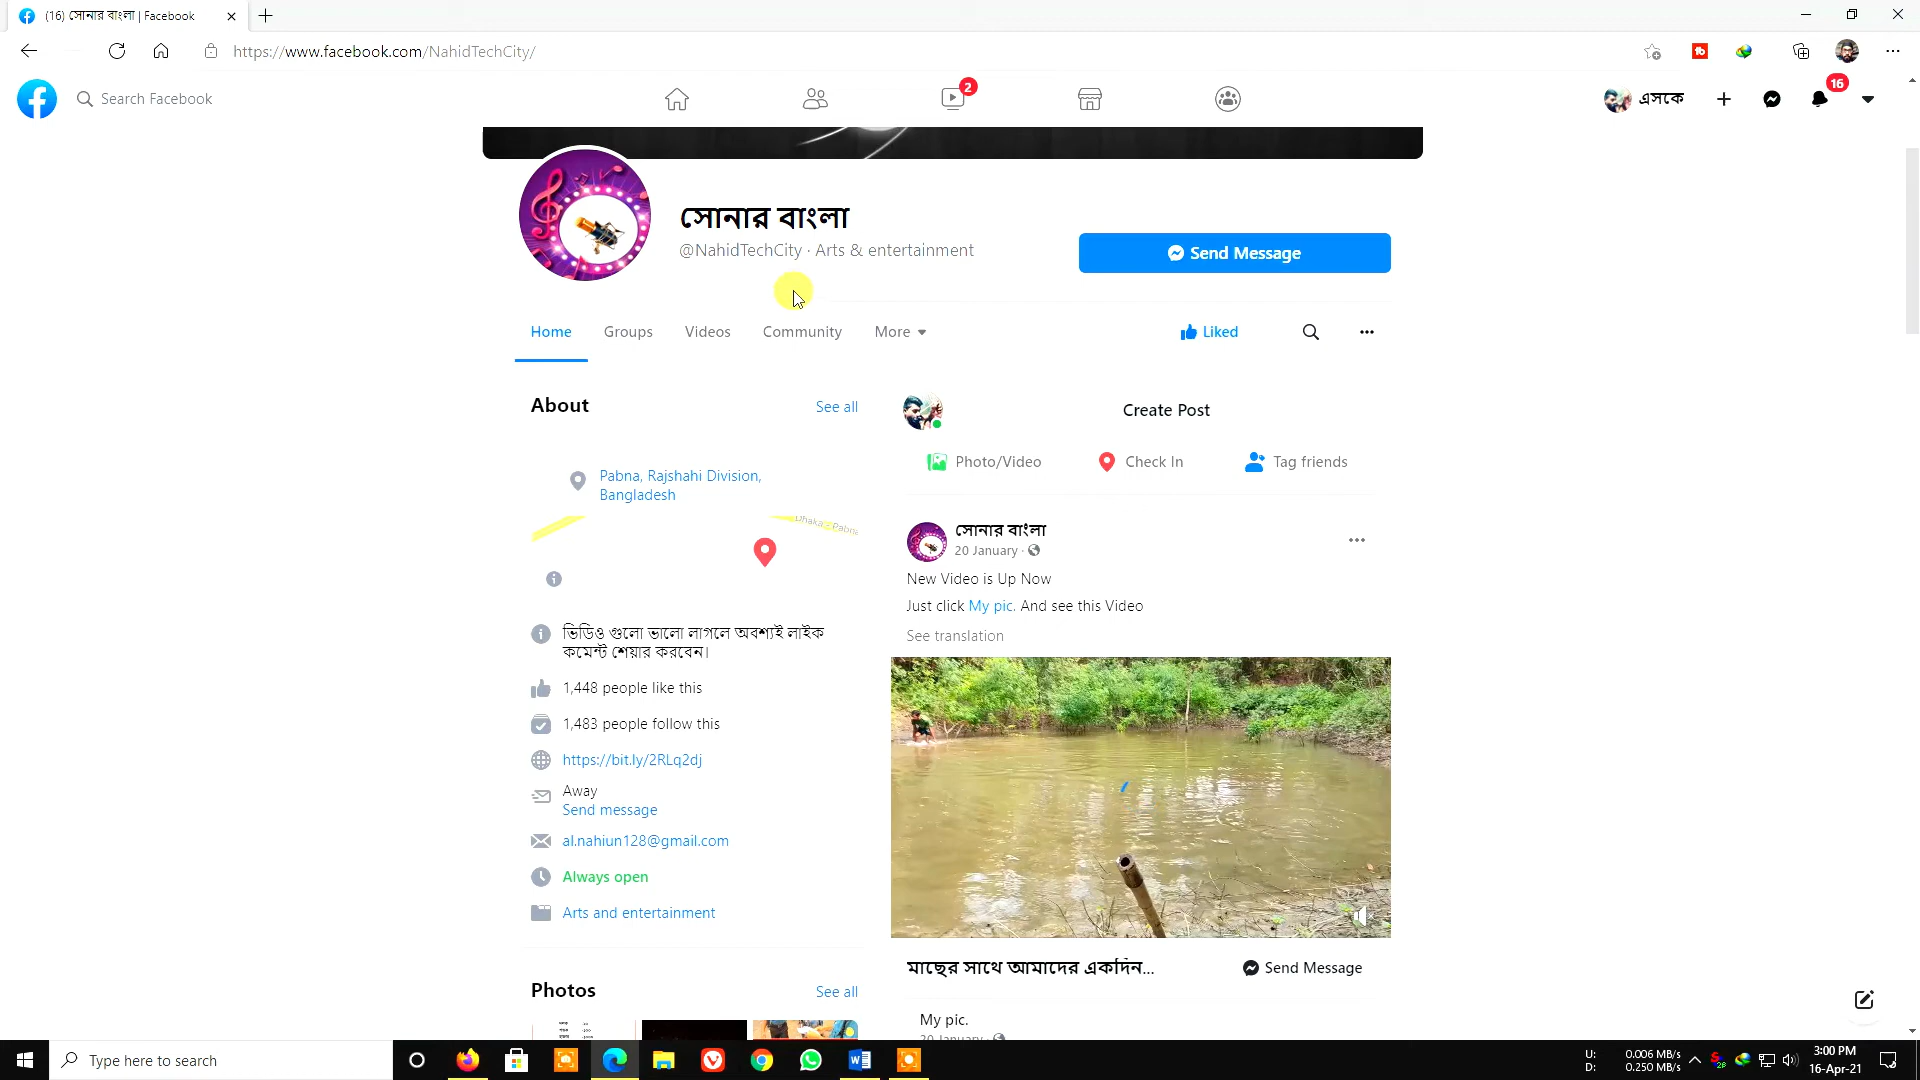 (16) সোনার বাংলা | Facebook
https://www.facebook.com/NahidTechCity/
Search Facebook
2
এসকে
16
সোনার বাংলা
@NahidTechCity · Arts & entertainment
Send Message
Home
Groups
Videos
Community
More
Liked
About
See all
Pabna, Rajshahi Division,
Bangladesh
Dhaka - Pabna
ভিডিও গুলো ভালো লাগলে অবশ্যই লাইক
কমেন্ট শেয়ার করবেন।
1,448 people like this
1,483 people follow this
https://bit.ly/2RLq2dj
Away
Send message
al.nahiun128@gmail.com
Always open
Arts and entertainment
Photos
See all
Create Post
Photo/Video
Check In
Tag friends
সোনার বাংলা
20 January ·
New Video is Up Now
Just click My pic. And see this Video
See translation
মাছের সাথে আমাদের একদিন...
Send Message
My pic.
20 January ·
Type here to search
U: 0.006 MB/s
D: 0.250 MB/s
3:00 PM
16-Apr-21